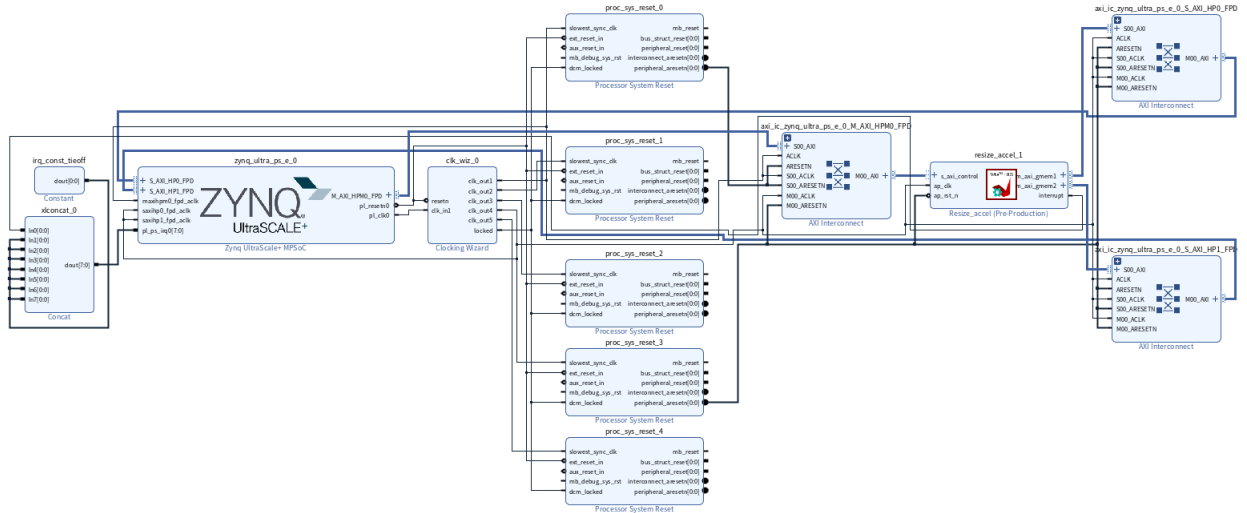 proc_sys_reset_0
slowest_sync_clk
ext_reset_in
aux_reset_in
mb_debug_sys_rst
dcm_locked
mb_reset
bus_struct_reset[0:0]
peripheral_reset[0:0]
interconnect_aresetn[0:0]
peripheral_aresetn[0:0]
Processor System Reset
axi_ic_zynq_ultra_ps_e_0_S_AXI_HP0_FPD
S00_AXI
ACLK
ARESETN
S00_ACLK
S00_ARESETN
M00_ACLK
M00_ARESETN
M00_AXI
AXI Interconnect
irq_const_tieoff
dout[0:0]
Constant
xlconcat_0
In0[0:0]
In1[0:0]
In2[0:0]
In3[0:0]
In4[0:0]
In5[0:0]
In6[0:0]
In7[0:0]
dout[7:0]
Concat
zynq_ultra_ps_e_0
S_AXI_HP0_FPD
S_AXI_HP1_FPD
maxihpm0_fpd_aclk
saxihp0_fpd_aclk
saxihp1_fpd_aclk
pl_ps_irq0[7:0]
ZYNQ
UltraSCALE+
M_AXI_HPM0_FPD
pl_resetn0
pl_clk0
Zynq UltraScale+ MPSoC
clk_wiz_0
resetn
clk_in1
clk_out1
clk_out2
clk_out3
clk_out4
clk_out5
locked
Clocking Wizard
proc_sys_reset_1
slowest_sync_clk
ext_reset_in
aux_reset_in
mb_debug_sys_rst
dcm_locked
mb_reset
bus_struct_reset[0:0]
peripheral_reset[0:0]
interconnect_aresetn[0:0]
peripheral_aresetn[0:0]
Processor System Reset
axi_ic_zynq_ultra_ps_e_0_M_AXI_HPM0_FPD
S00_AXI
ACLK
ARESETN
S00_ACLK
S00_ARESETN
M00_ACLK
M00_ARESETN
M00_AXI
AXI Interconnect
resize_accel_1
s_axi_control
ap_clk
ap_rst_n
m_axi_gmem1
m_axi_gmem2
interrupt
Resize_accel (Pre-Production)
proc_sys_reset_2
slowest_sync_clk
ext_reset_in
aux_reset_in
mb_debug_sys_rst
dcm_locked
mb_reset
bus_struct_reset[0:0]
peripheral_reset[0:0]
interconnect_aresetn[0:0]
peripheral_aresetn[0:0]
Processor System Reset
axi_ic_zynq_ultra_ps_e_0_S_AXI_HP1_FPD
S00_AXI
ACLK
ARESETN
S00_ACLK
S00_ARESETN
M00_ACLK
M00_ARESETN
M00_AXI
AXI Interconnect
proc_sys_reset_3
slowest_sync_clk
ext_reset_in
aux_reset_in
mb_debug_sys_rst
dcm_locked
mb_reset
bus_struct_reset[0:0]
peripheral_reset[0:0]
interconnect_aresetn[0:0]
peripheral_aresetn[0:0]
Processor System Reset
proc_sys_reset_4
slowest_sync_clk
ext_reset_in
aux_reset_in
mb_debug_sys_rst
dcm_locked
mb_reset
bus_struct_reset[0:0]
peripheral_reset[0:0]
interconnect_aresetn[0:0]
peripheral_aresetn[0:0]
Processor System Reset